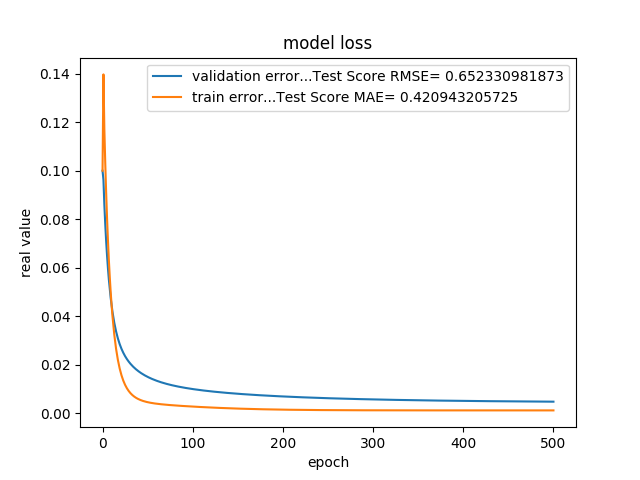 model loss
validation error...Test Score RMSE= 0.652330981873
train error...Test Score MAE= 0.420943205725
0.14
0.12
0.10
0.08
0.06
0.04
0.02
0.00
real value
0 100 200 300 400 500
epoch